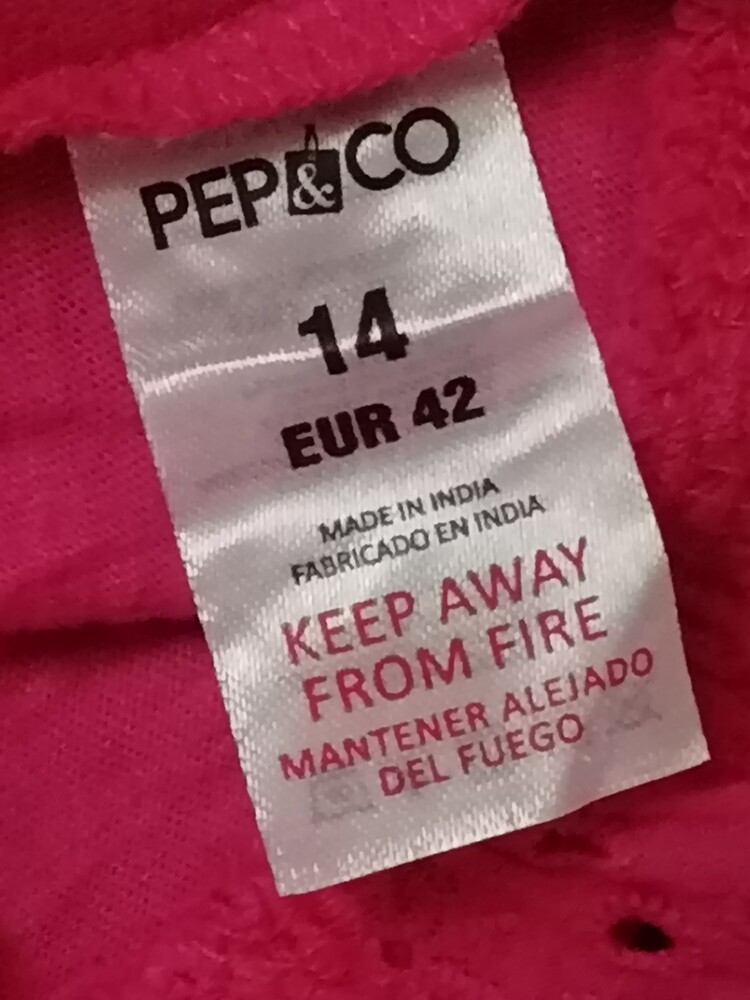 PEP&CO
14
EUR 42
MADE IN INDIA
FABRICADO EN INDIA
KEEP AWAY
FROM FIRE
MANTENER ALEJADO
DEL FUEGO